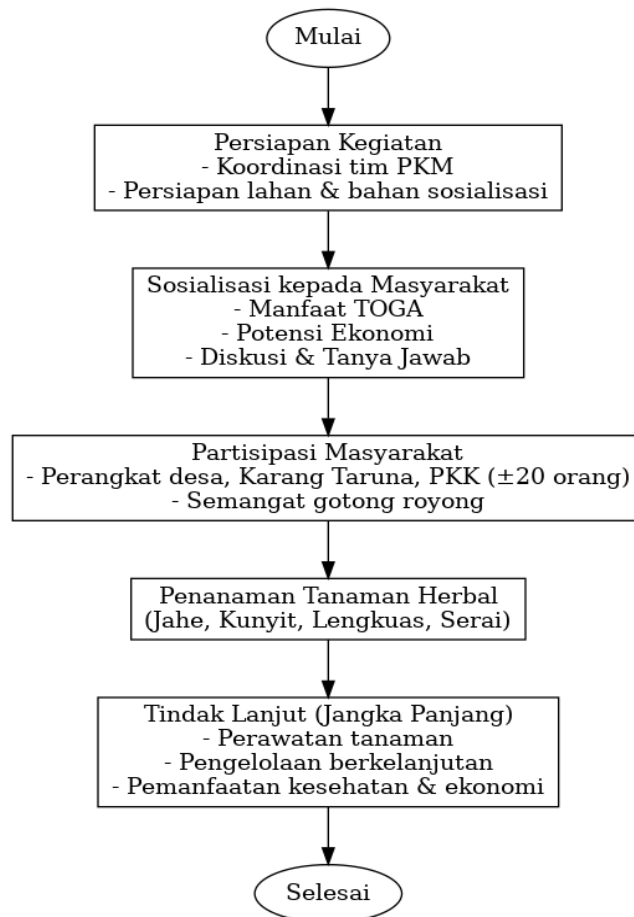 Mulai
Persiapan Kegiatan
- Koordinasi tim PKM
- Persiapan lahan & bahan sosialisasi
Sosialisasi kepada Masyarakat
- Manfaat TOGA
- Potensi Ekonomi
- Diskusi & Tanya Jawab
Partisipasi Masyarakat
- Perangkat desa, Karang Taruna, PKK (±20 orang)
- Semangat gotong royong
Penanaman Tanaman Herbal
(Jahe, Kunyit, Lengkuas, Serai)
Tindak Lanjut (Jangka Panjang)
- Perawatan tanaman
- Pengelolaan berkelanjutan
- Pemanfaatan kesehatan & ekonomi
Selesai